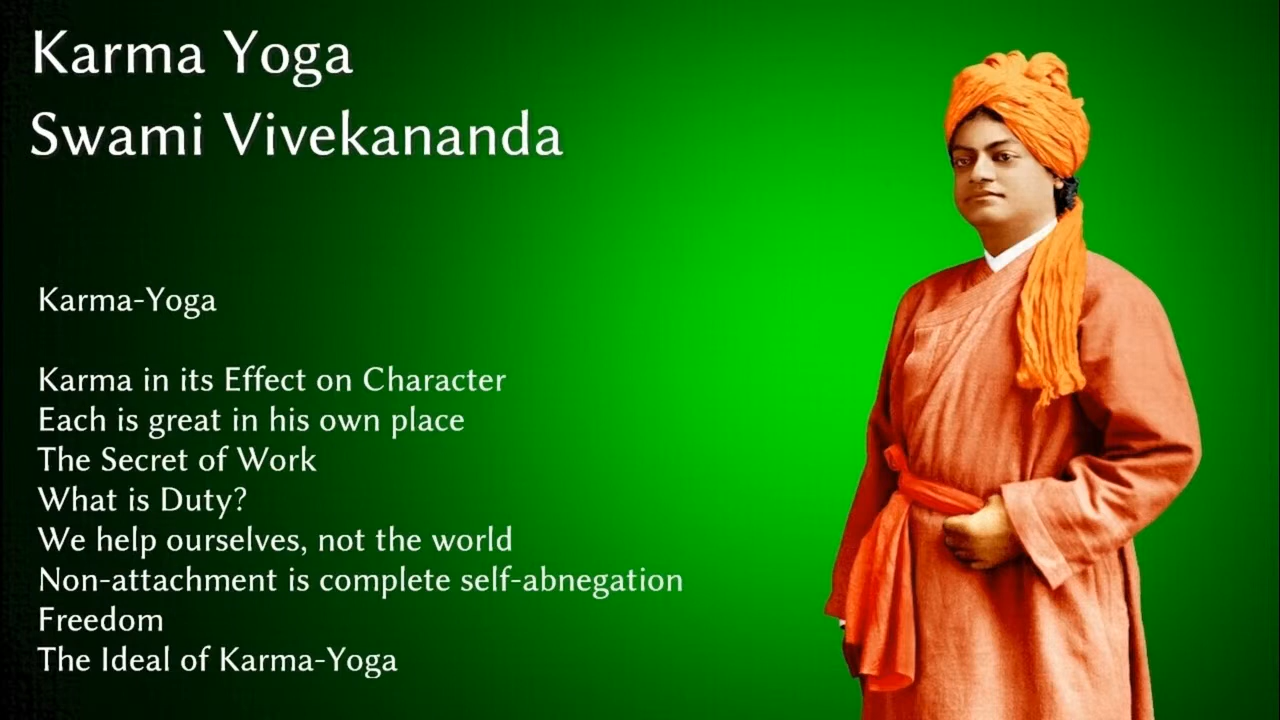 Karma Yoga
Swami Vivekananda
Karma-Yoga
Karma in its Effect on Character
Each is great in his own place
The Secret of Work
What is Duty?
We help ourselves, not the world
Non-attachment is complete self-abnegation
Freedom
The Ideal of Karma-Yoga